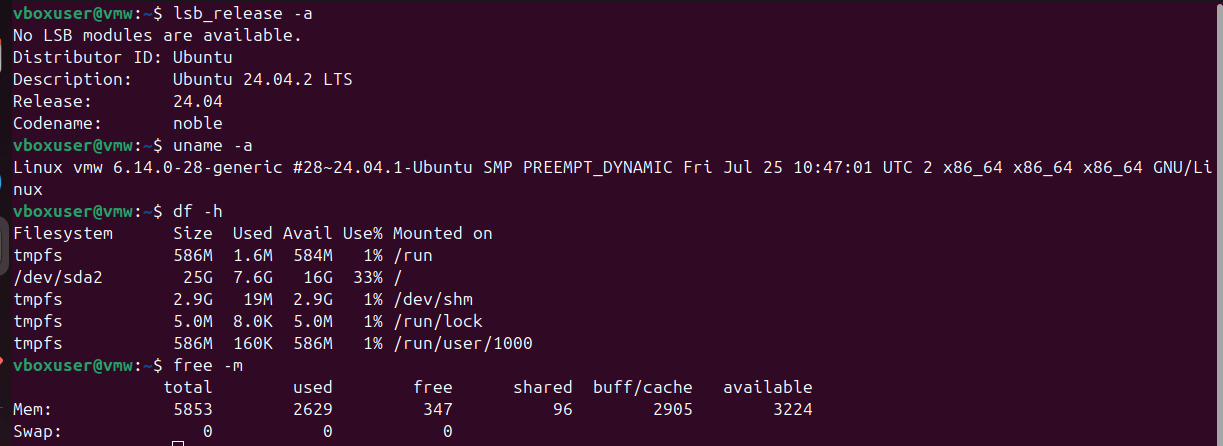 vboxuser@vmw:~$ lsb_release -a
No LSB modules are available.
Distributor ID: Ubuntu
Description:    Ubuntu 24.04.2 LTS
Release:        24.04
Codename:       noble
vboxuser@vmw:~$ uname -a
Linux vmw 6.14.0-28-generic #28~24.04.1-Ubuntu SMP PREEMPT_DYNAMIC Fri Jul 25 10:47:01 UTC 2 x86_64 x86_64 x86_64 GNU/Li
nux
vboxuser@vmw:~$ df -h
Filesystem      Size  Used Avail Use% Mounted on
tmpfs           586M  1.6M  584M   1% /run
/dev/sda2        25G  7.6G   16G  33% /
tmpfs           2.9G   19M  2.9G   1% /dev/shm
tmpfs           5.0M  8.0K  5.0M   1% /run/lock
tmpfs           586M  160K  586M   1% /run/user/1000
vboxuser@vmw:~$ free -m
               total        used        free      shared  buff/cache   available
Mem:            5853        2629         347          96        2905        3224
Swap:              0           0           0